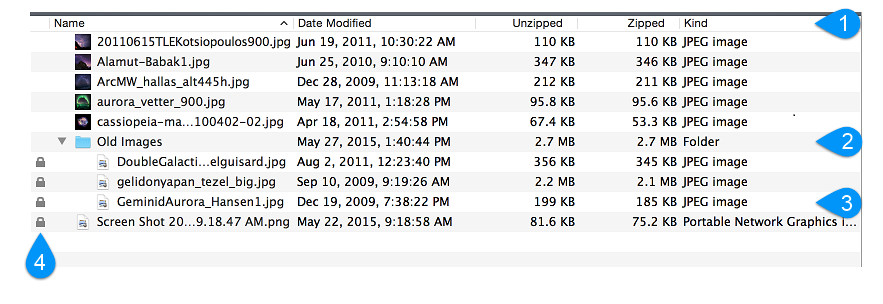 Name Date Modified Unzipped Zipped Kind 1
20110615TLEKotsiopoulos900.jpg Jun 19, 2011, 10:30:22 AM 110 KB 110 KB JPEG image
Alamut-Babak1.jpg Jun 25, 2010, 9:10:10 AM 347 KB 346 KB JPEG image
ArcMW_hallas_alt445h.jpg Dec 28, 2009, 11:13:18 AM 212 KB 211 KB JPEG image
aurora_vetter_900.jpg May 17, 2011, 1:18:28 PM 95.8 KB 95.6 KB JPEG image
cassiopeia-ma...100402-02.jpg Apr 18, 2011, 2:54:58 PM 67.4 KB 53.3 KB JPEG image
Old Images May 27, 2015, 1:40:44 PM 2.7 MB 2.7 MB Folder 2
DoubleGalacti...elguisard.jpg Aug 2, 2011, 12:23:40 PM 356 KB 345 KB JPEG image
gelidonyapan_tezel_big.jpg Sep 10, 2009, 9:19:26 AM 2.2 MB 2.1 MB JPEG image
GeminidAurora_Hansen1.jpg Dec 19, 2009, 7:38:22 PM 199 KB 185 KB JPEG image 3
Screen Shot 20...9.18.47 AM.png May 22, 2015, 9:18:58 AM 81.6 KB 75.2 KB Portable Network Graphics I...
4